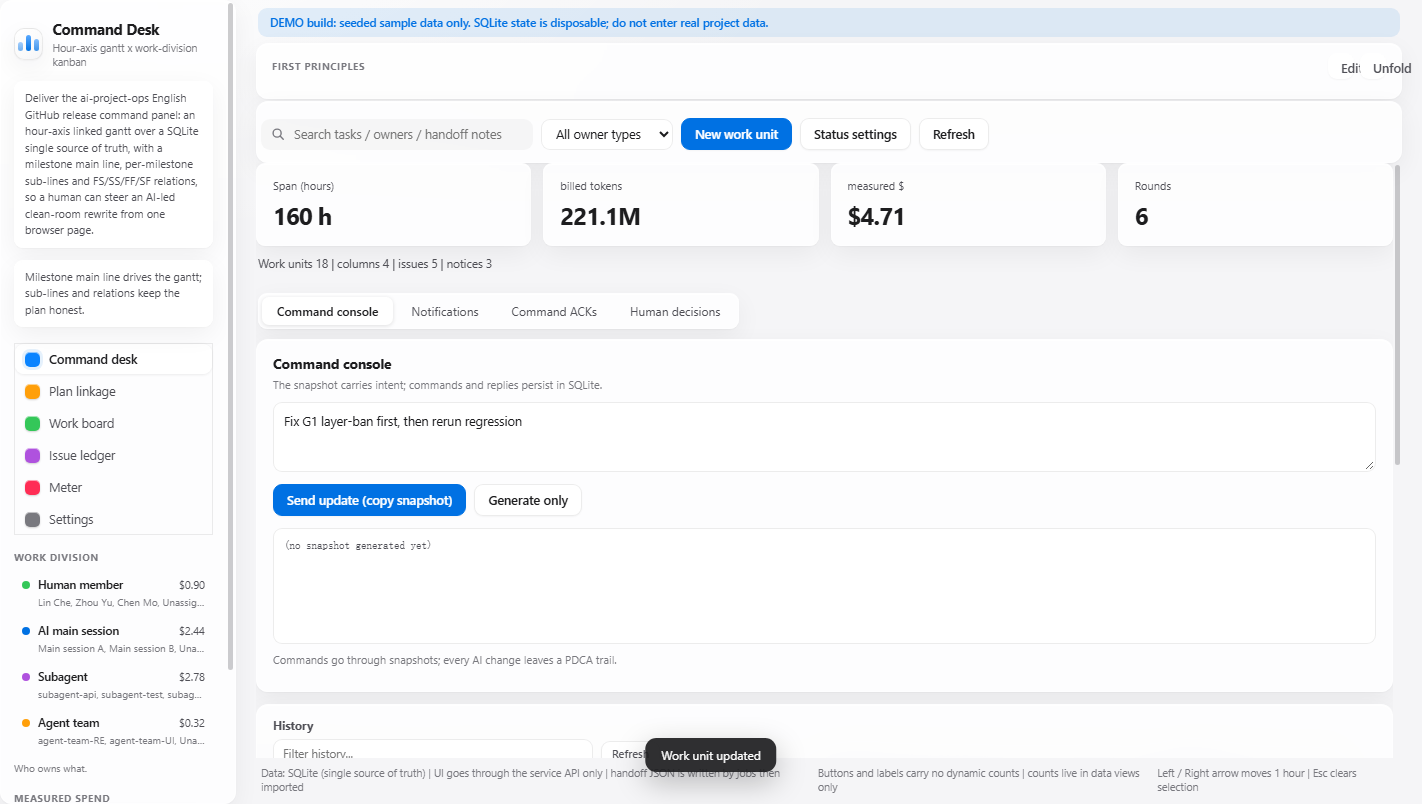 Command Desk
Hour-axis gantt x work-division
kanban
Deliver the ai-project-ops English
GitHub release command panel: an
hour-axis linked gantt over a SQLite
single source of truth, with a
milestone main line, per-milestone
sub-lines and FS/SS/FF/SF relations,
so a human can steer an AI-led
clean-room rewrite from one
browser page.
Milestone main line drives the gantt;
sub-lines and relations keep the
plan honest.
Command desk
Plan linkage
Work board
Issue ledger
Meter
Settings
WORK DIVISION
Human member $0.90
Lin Che, Zhou Yu, Chen Mo, Unassig...
AI main session $2.44
Main session A, Main session B, Una...
Subagent $2.78
subagent-api, subagent-test, subag...
Agent team $0.32
agent-team-RE, agent-team-UI, Una...
Who owns what.
MEASURED SPEND
DEMO build: seeded sample data only. SQLite state is disposable; do not enter real project data.
FIRST PRINCIPLES
Edit Unfold
Search tasks / owners / handoff notes All owner types New work unit Status settings Refresh
Span (hours) billed tokens measured $ Rounds
160 h 221.1M $4.71 6
Work units 18 | columns 4 | issues 5 | notices 3
Command console Notifications Command ACKs Human decisions
Command console
The snapshot carries intent; commands and replies persist in SQLite.
Fix G1 layer-ban first, then rerun regression
Send update (copy snapshot) Generate only
(no snapshot generated yet)
Commands go through snapshots; every AI change leaves a PDCA trail.
History
Filter history... Refresh
Work unit updated
Data: SQLite (single source of truth) | UI goes through the service API only | handoff JSON is written by jobs then
imported
Buttons and labels carry no dynamic counts | counts live in data views
only
Left / Right arrow moves 1 hour | Esc clears
selection